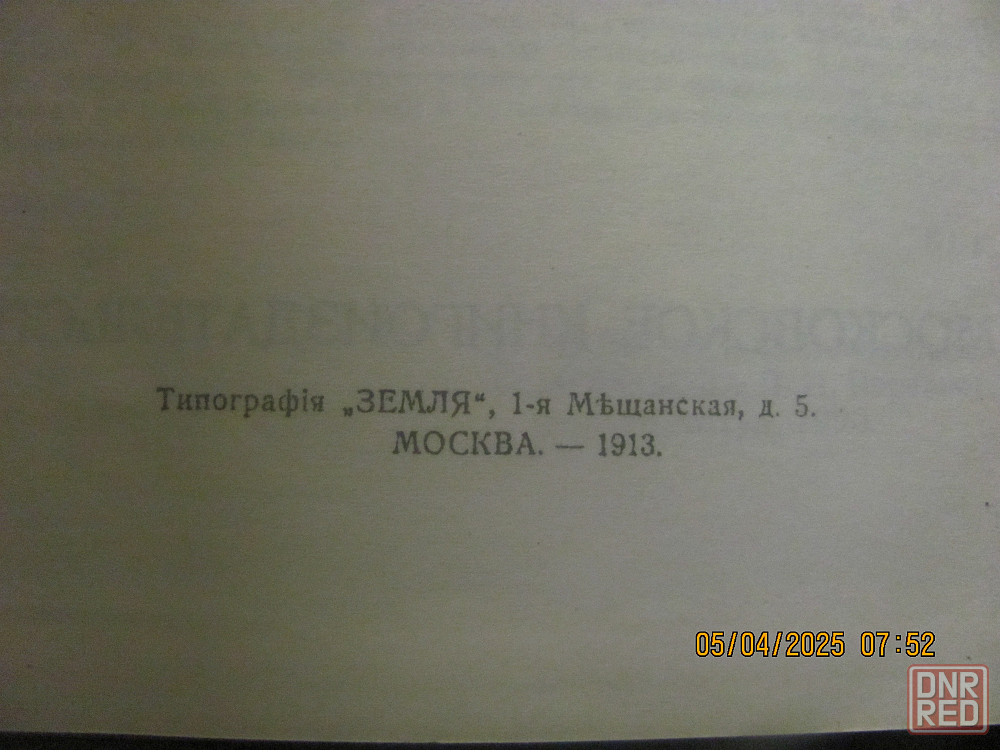 Типографія „ЗЕМЛЯ“, 1-я Мѣщанская, д. 5.
МОСКВА. — 1913.
05/04/2025 07:52
DNR
RED